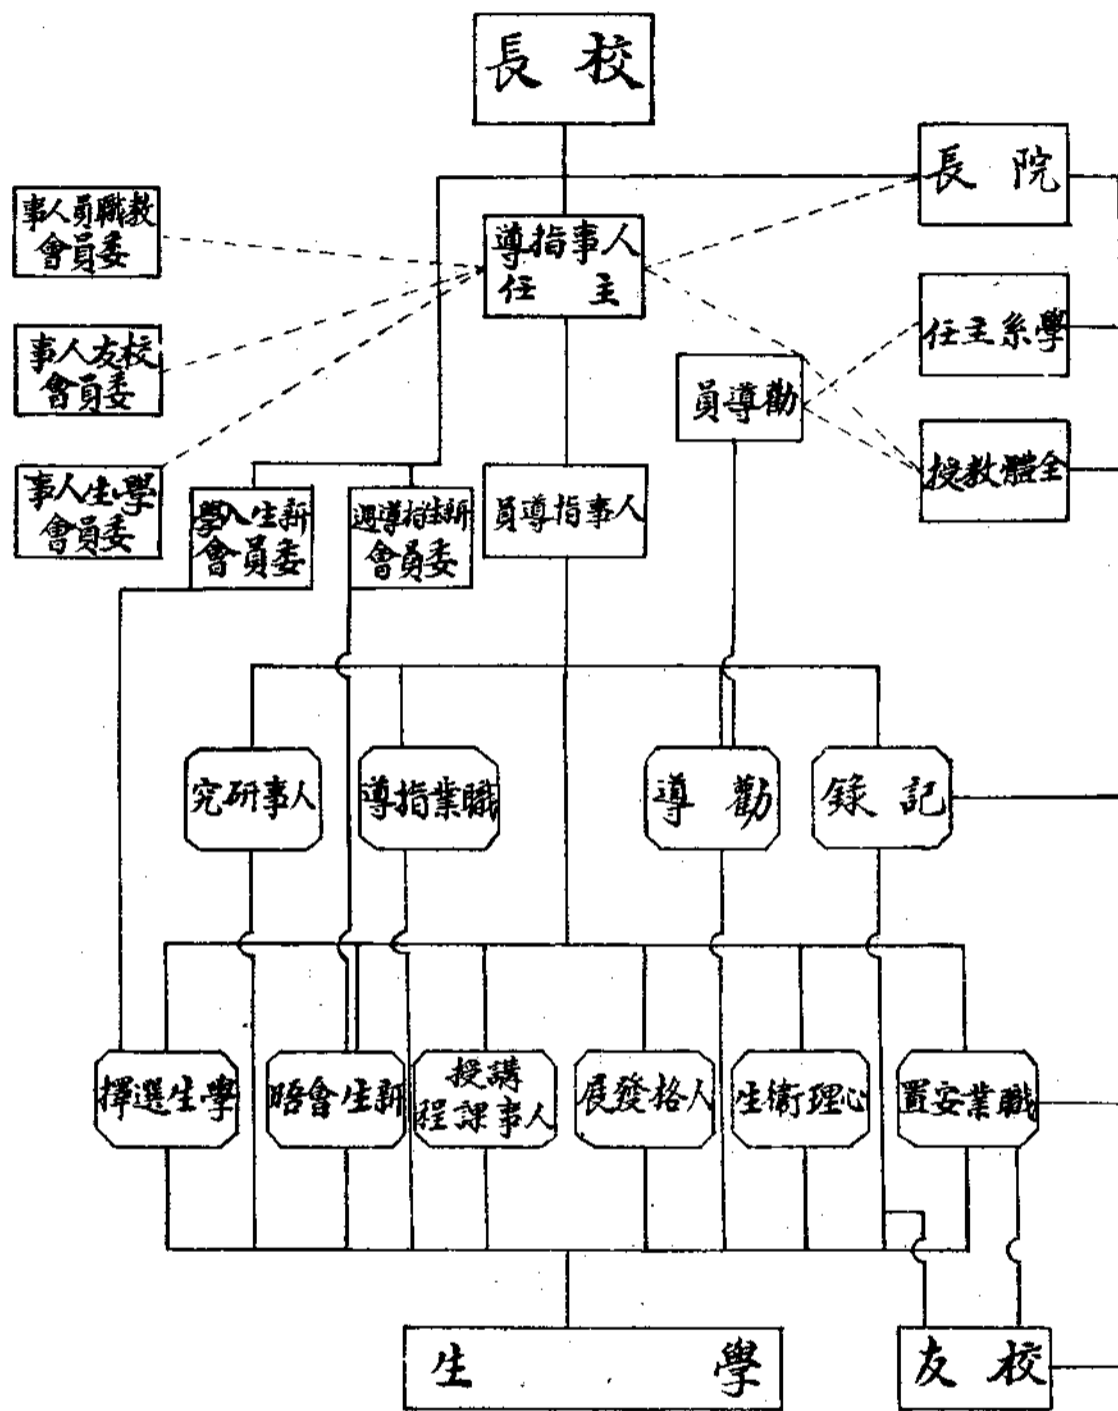 校長
院長
人事指導
主任
教職員人事
委員會
校友人事
委員會
學生人事
委員會
學系主任
全體教授
勸導員
新生入學
委員會
新生指導週
委員會
人事指導員
記錄
勸導
職業指導
人事研究
職業安置
心理衛生
人格發展
講授
人事課程
新生會晤
學生選擇
學生
校友